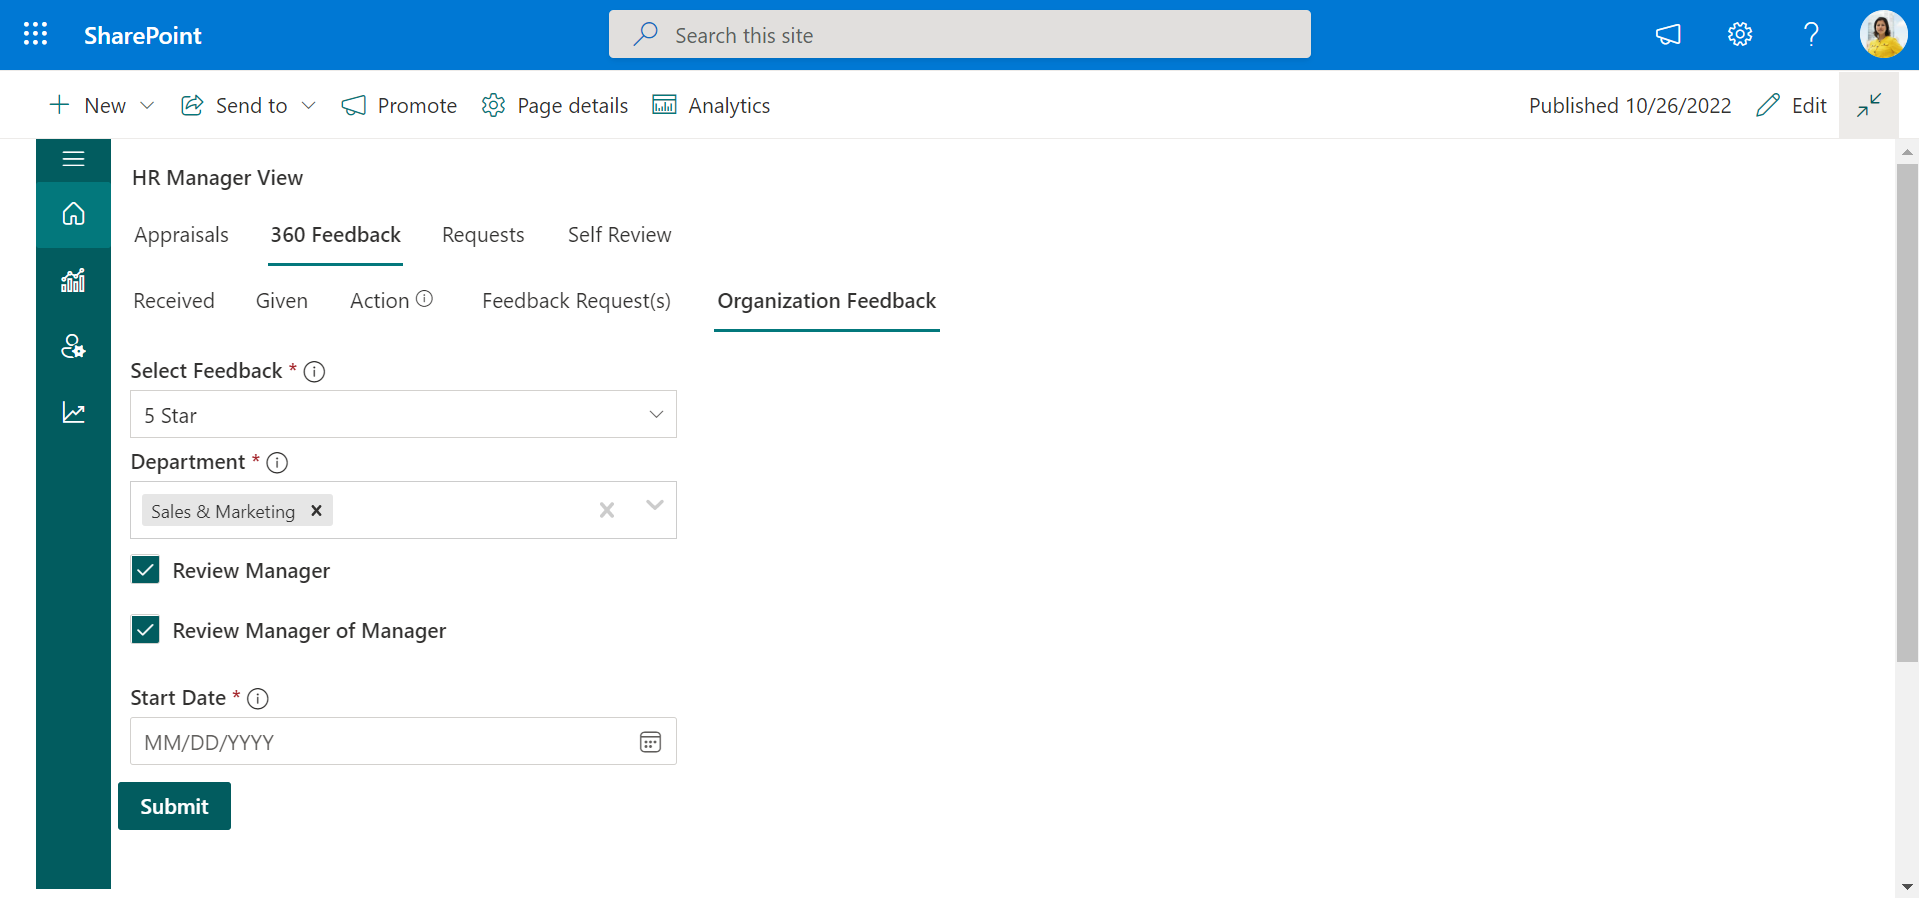 SharePoint
Search this site
New Send to Promote Page details Analytics Published 10/26/2022 Edit
HR Manager View
Appraisals 360 Feedback Requests Self Review
Received Given Action Feedback Request(s) Organization Feedback
Select Feedback *
5 Star
Department *
Sales & Marketing
Review Manager
Review Manager of Manager
Start Date *
MM/DD/YYYY
Submit